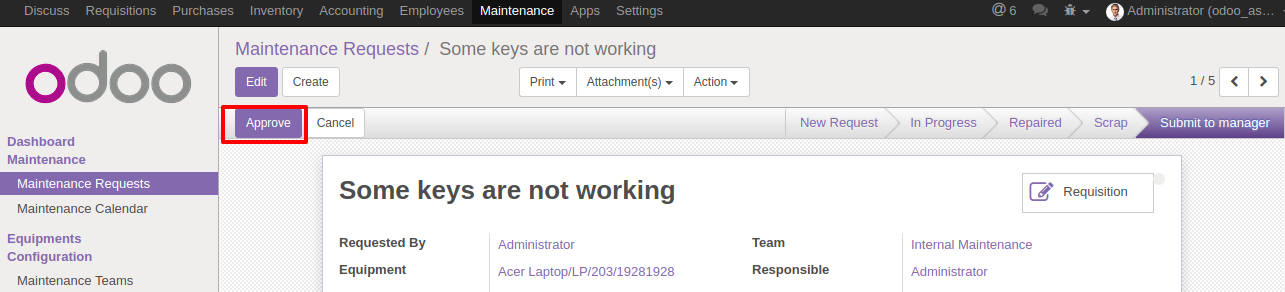 Discuss Requisitions Purchases Inventory Accounting Employees Maintenance Apps Settings @ 6 Administrator (odoo_as...
odoo
Maintenance Requests / Some keys are not working
Edit Create Print Attachment(s) Action 1 / 5
Approve Cancel New Request In Progress Repaired Scrap Submit to manager
Dashboard
Maintenance
Maintenance Requests
Maintenance Calendar
Equipments
Configuration
Maintenance Teams
Some keys are not working
Requisition
Requested By Administrator Team Internal Maintenance
Equipment Acer Laptop/LP/203/19281928 Responsible Administrator